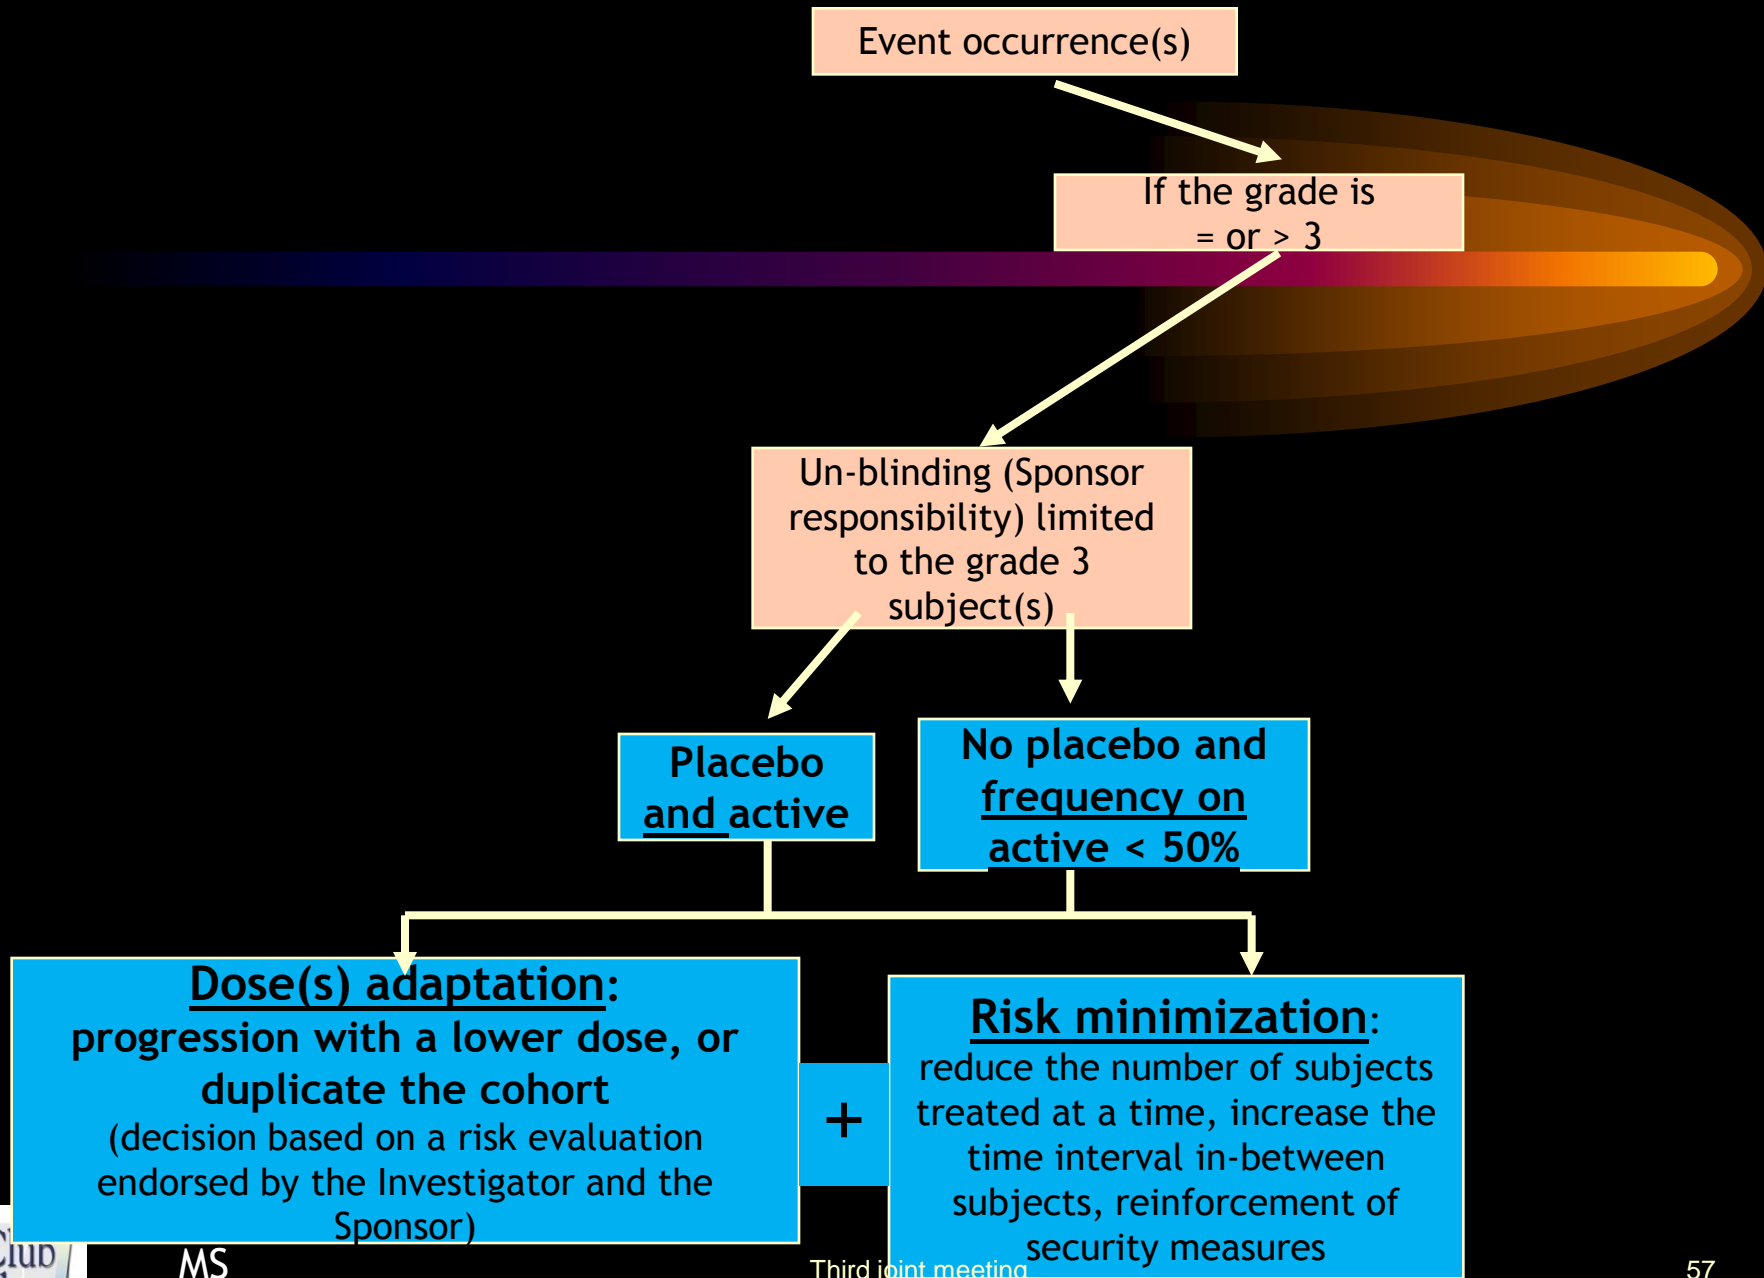 Event occurrence(s)
If the grade is
= or > 3
Un-blinding (Sponsor
responsibility) limited
to the grade 3
subject(s)
Placebo
and active
No placebo and
frequency on
active < 50%
Dose(s) adaptation:
progression with a lower dose, or
duplicate the cohort
(decision based on a risk evaluation
endorsed by the Investigator and the
Sponsor)
+
Risk minimization:
reduce the number of subjects
treated at a time, increase the
time interval in-between
subjects, reinforcement of
security measures
Club
MS
Third joint meeting
57